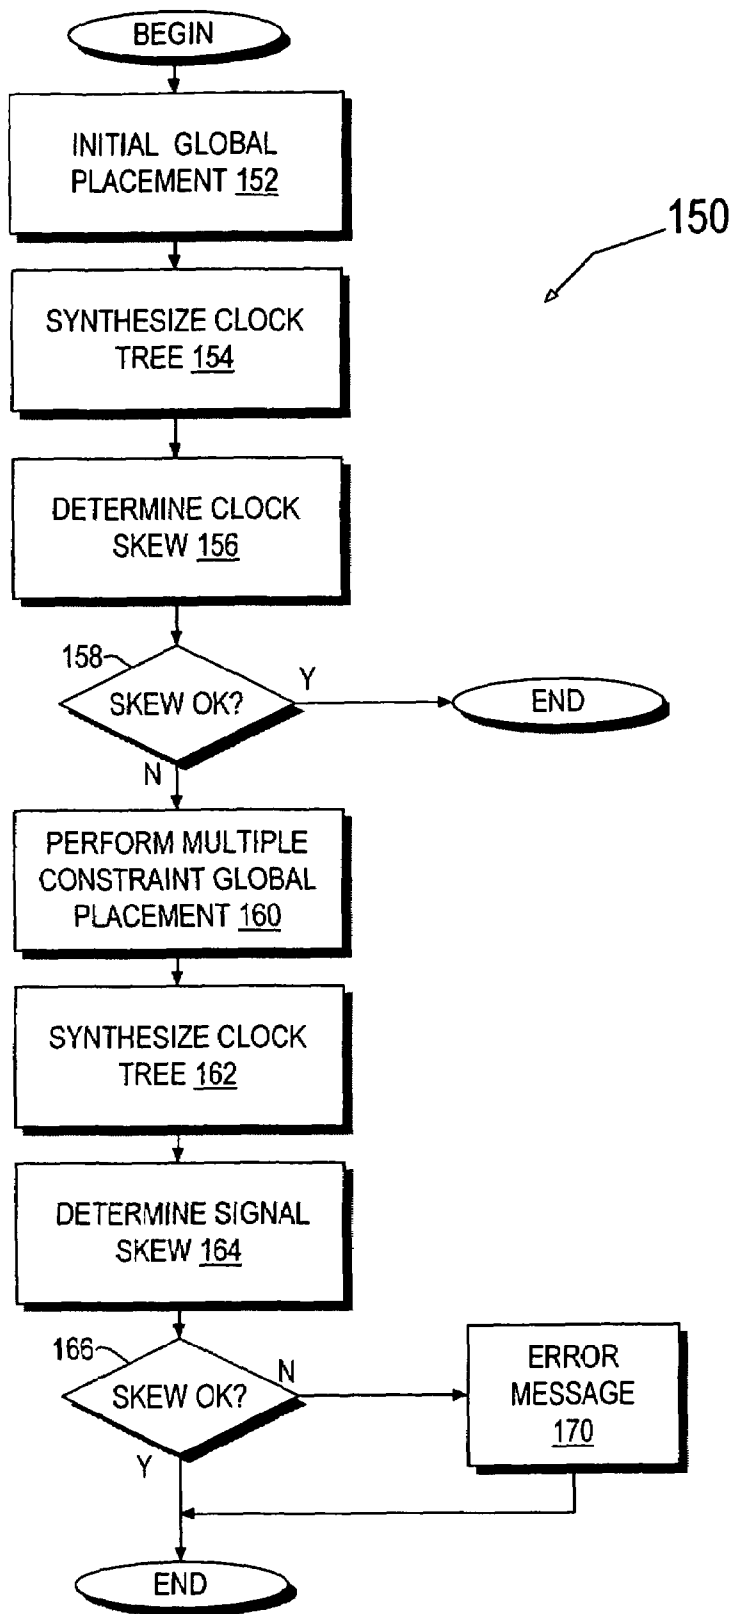 BEGIN
INITIAL GLOBAL
PLACEMENT 152
150
SYNTHESIZE CLOCK
TREE 154
DETERMINE CLOCK
SKEW 156
158
SKEW OK?
Y
END
N
PERFORM MULTIPLE
CONSTRAINT GLOBAL
PLACEMENT 160
SYNTHESIZE CLOCK
TREE 162
DETERMINE SIGNAL
SKEW 164
166
SKEW OK?
N
ERROR
MESSAGE
170
Y
END